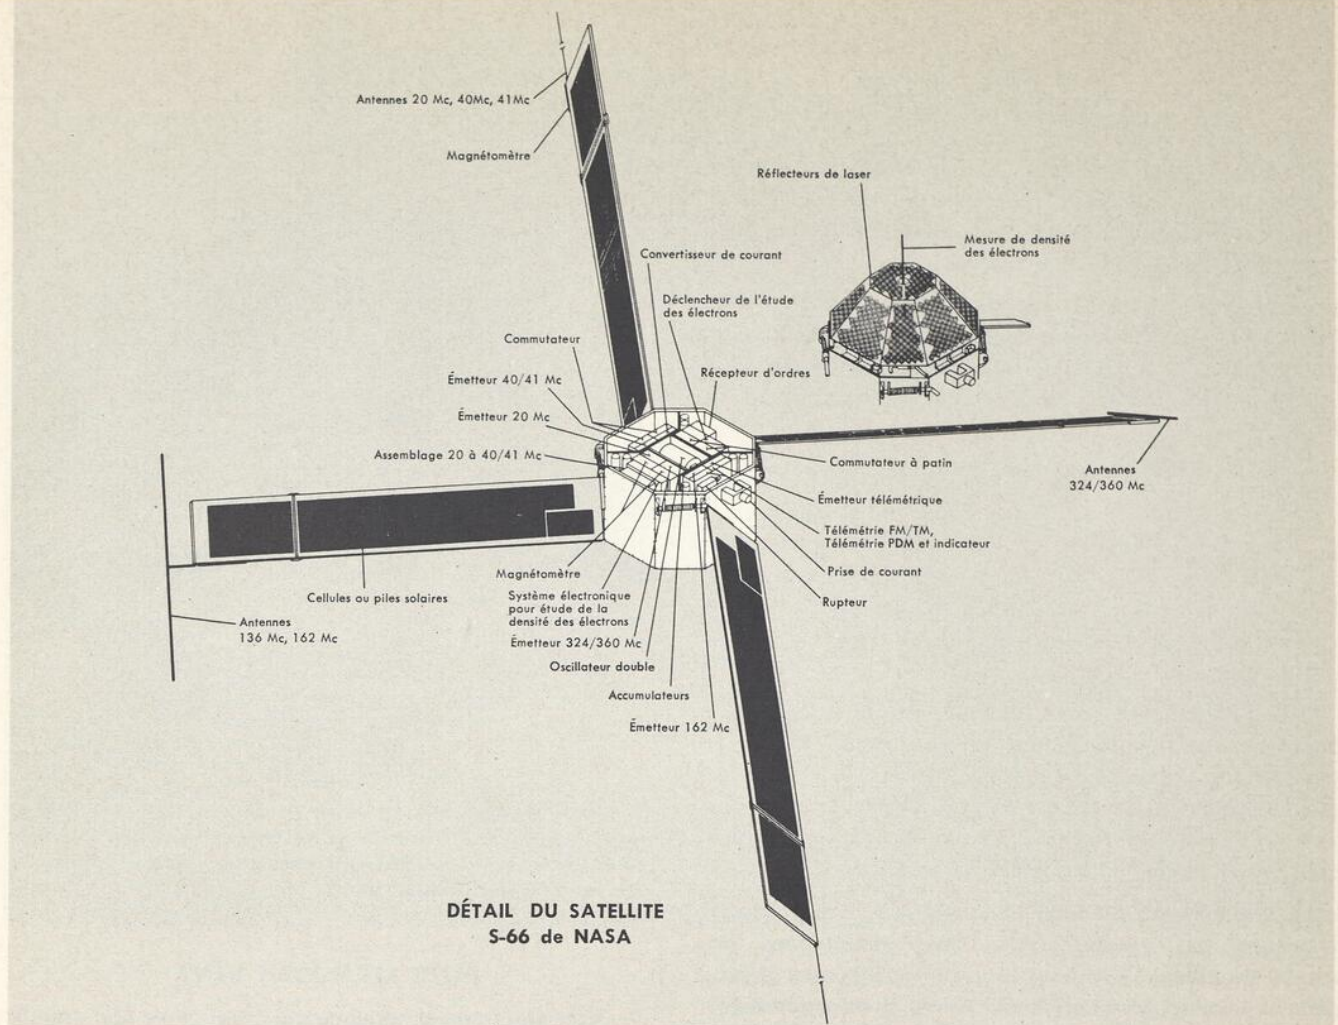 Antennes 20 Mc, 40Mc, 41Mc
Magnétomètre
Réflecteurs de laser
Mesure de densité
des électrons
Convertisseur de courant
Déclencheur de l'étude
des électrons
Commutateur
Récepteur d'ordres
Émetteur 40/41 Mc
Émetteur 20 Mc
Assemblage 20 à 40/41 Mc
Commutateur à patin
Antennes
324/360 Mc
Émetteur télémétrique
Télémétrie FM/TM,
Télémétrie PDM et indicateur
Prise de courant
Rupteur
Magnétomètre
Cellules ou piles solaires
Système électronique
pour étude de la
densité des électrons
Antennes
136 Mc, 162 Mc
Émetteur 324/360 Mc
Oscillateur double
Accumulateurs
Émetteur 162 Mc
DÉTAIL DU SATELLITE
S-66 de NASA